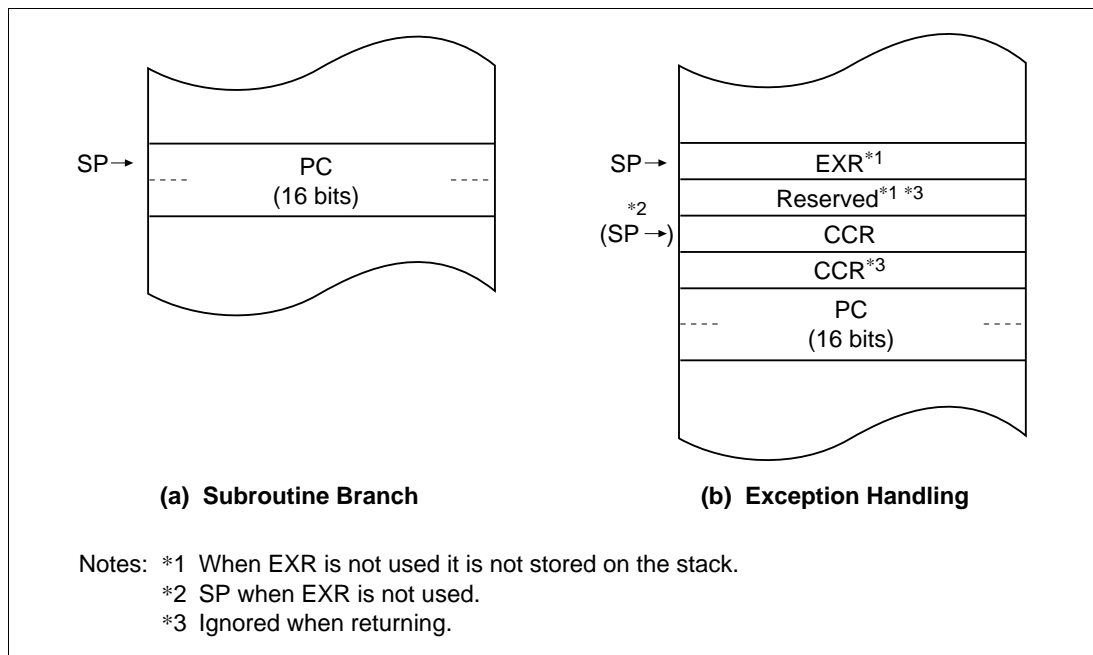 SP→
PC
(16 bits)
(a) Subroutine Branch
SP→
EXR*1
Reserved*1 *3
*2
(SP→)
CCR
CCR*3
PC
(16 bits)
(b) Exception Handling
Notes: *1 When EXR is not used it is not stored on the stack.
*2 SP when EXR is not used.
*3 Ignored when returning.